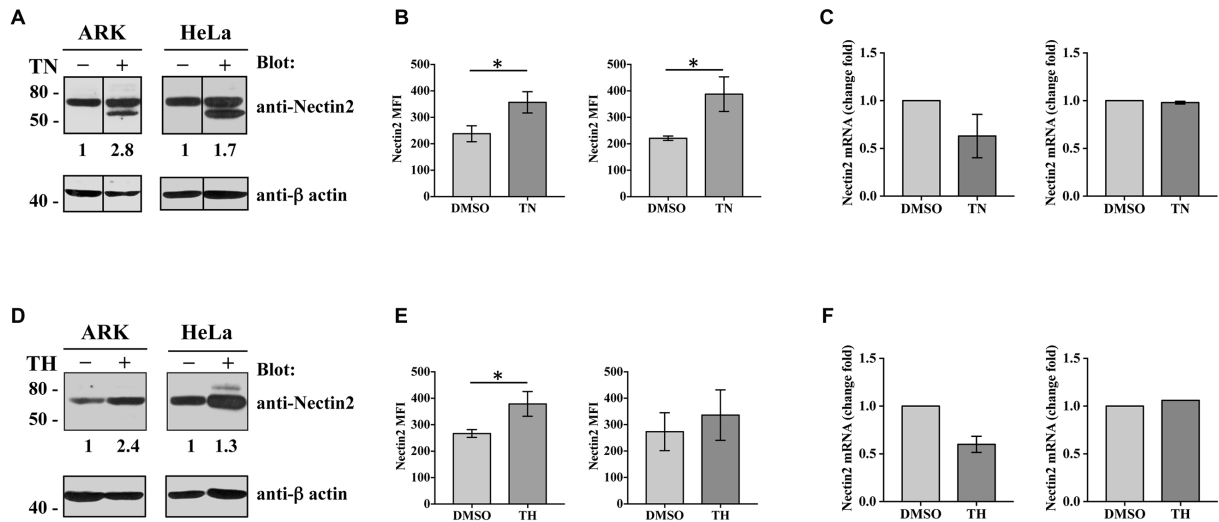 A
ARK HeLa
TN − + − + Blot:
80 -
50 -
anti-Nectin2
1 2.8 1 1.7
40 -
anti-β actin
B
*
Nectin2 MFI
500
400
300
200
100
0
DMSO TN
*
Nectin2 MFI
500
400
300
200
100
0
DMSO TN
C
Nectin2 mRNA (change fold)
1.5
1.0
0.5
0.0
DMSO TN
Nectin2 mRNA (change fold)
1.5
1.0
0.5
0.0
DMSO TN
D
ARK HeLa
TH − + − + Blot:
80 -
50 -
anti-Nectin2
1 2.4 1 1.3
40 -
anti-β actin
E
*
Nectin2 MFI
500
400
300
200
100
0
DMSO TH
Nectin2 MFI
500
400
300
200
100
0
DMSO TH
F
Nectin2 mRNA (change fold)
1.5
1.0
0.5
0.0
DMSO TH
Nectin2 mRNA (change fold)
1.5
1.0
0.5
0.0
DMSO TH